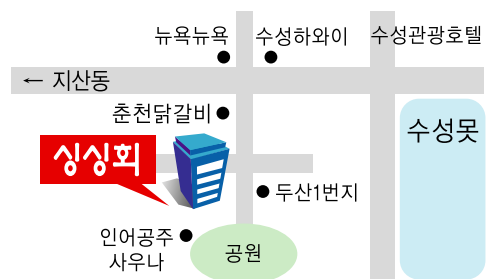 뉴욕뉴욕
수성하와이
수성관광호텔
← 지산동
춘천닭갈비
수성못
싱싱회
두산1번지
인어공주
사우나
공원